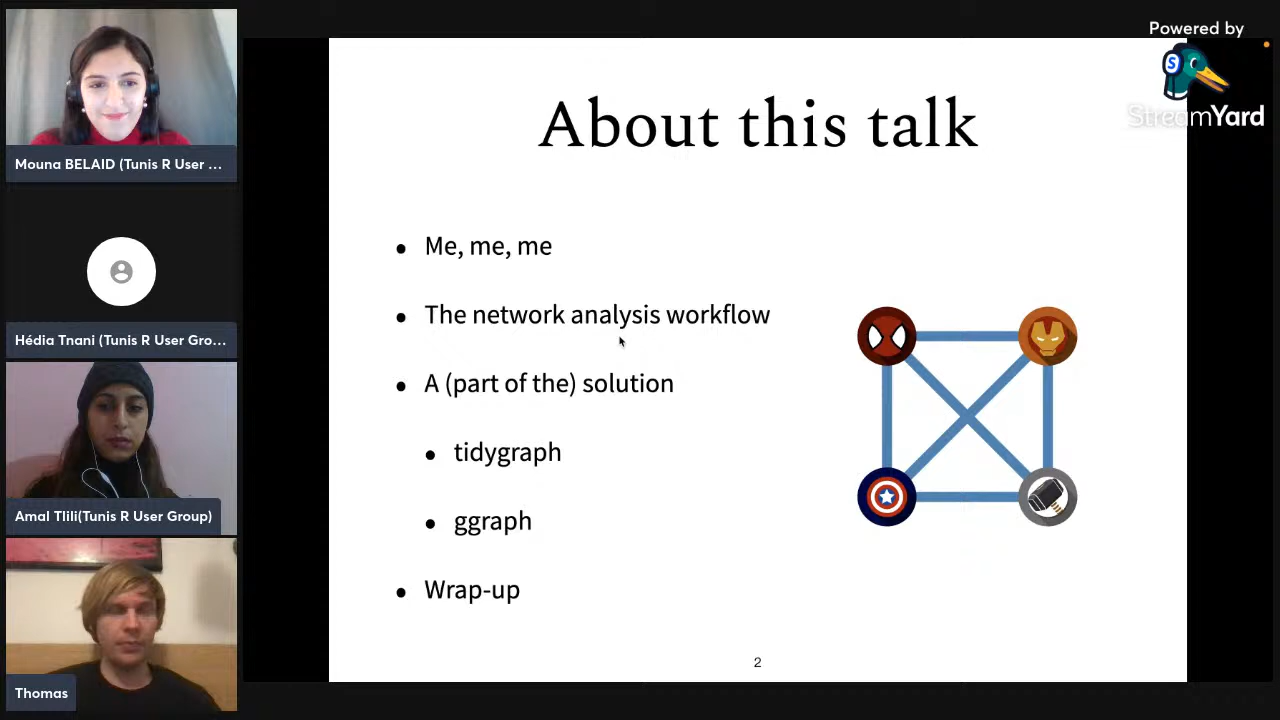 Powered by
S
StreamYard
Mouna BELAID (Tunis R User ...
Hédia Tnani (Tunis R User Gro...
Amal Tlili(Tunis R User Group)
Thomas
About this talk
• Me, me, me
• The network analysis workflow
• A (part of the) solution
• tidygraph
• ggraph
• Wrap-up
2